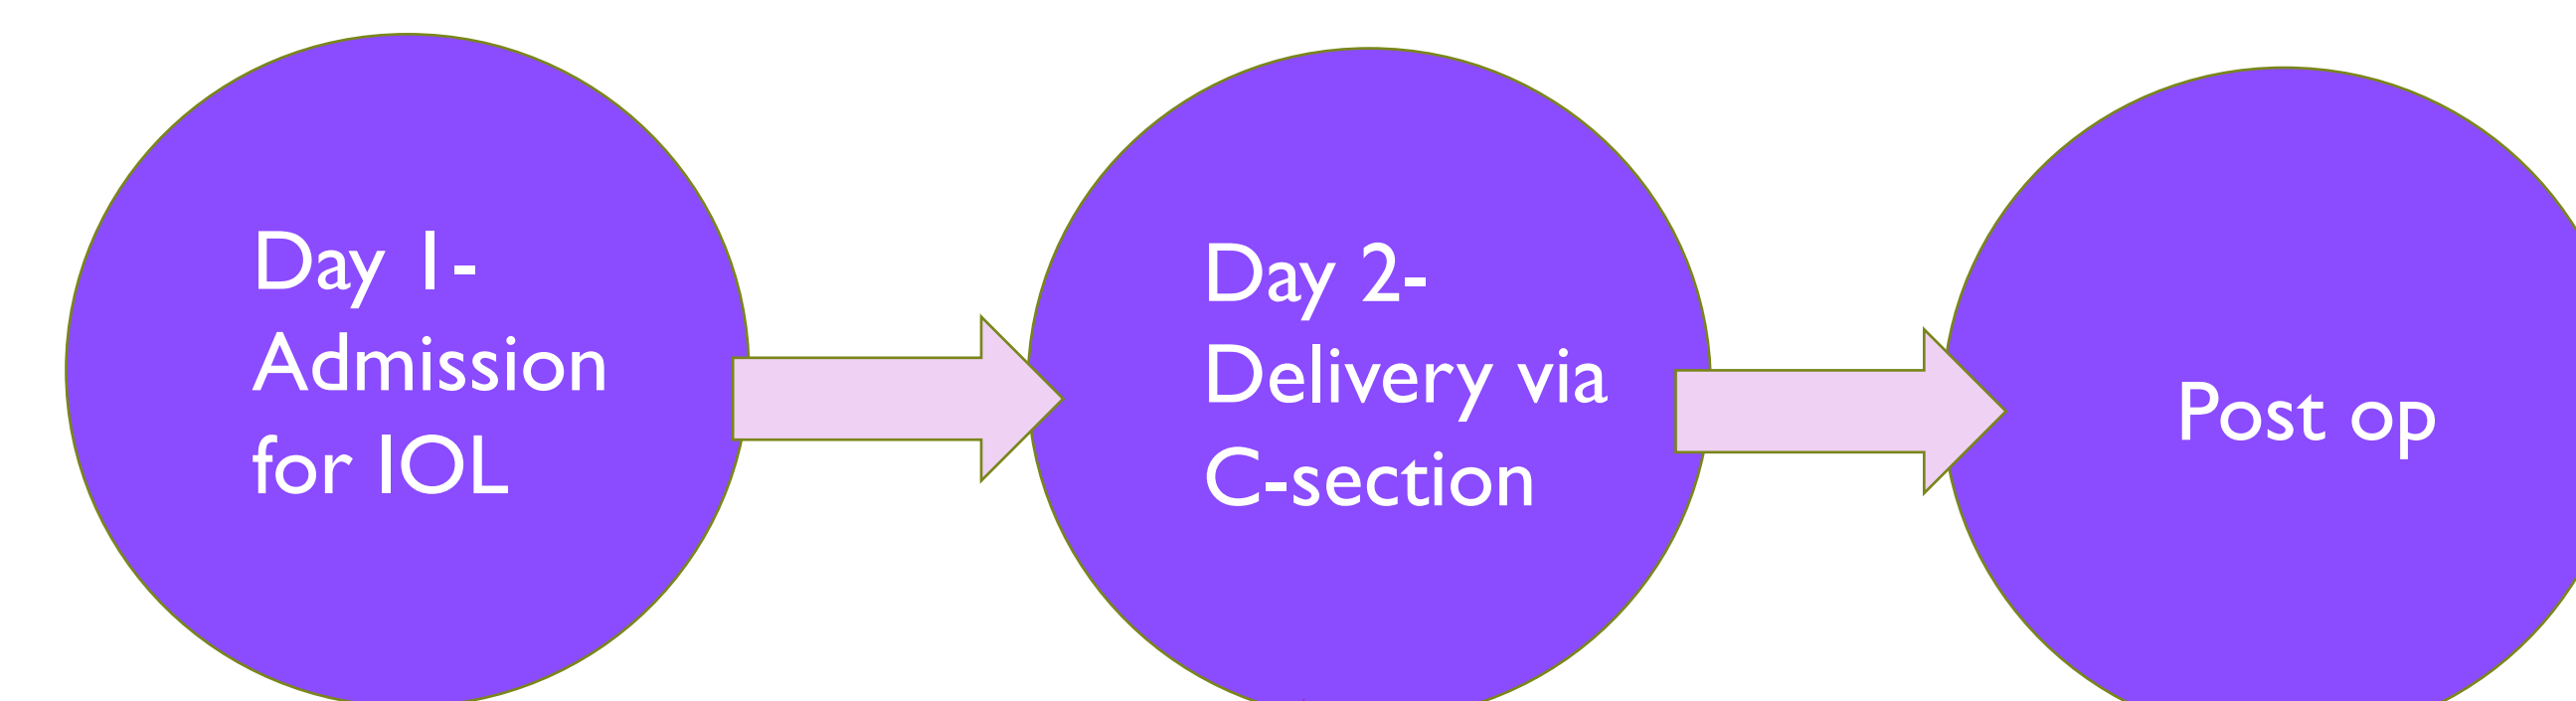 Day 1-
Admission
for IOL
Day 2-
Delivery via
C-section
Post op